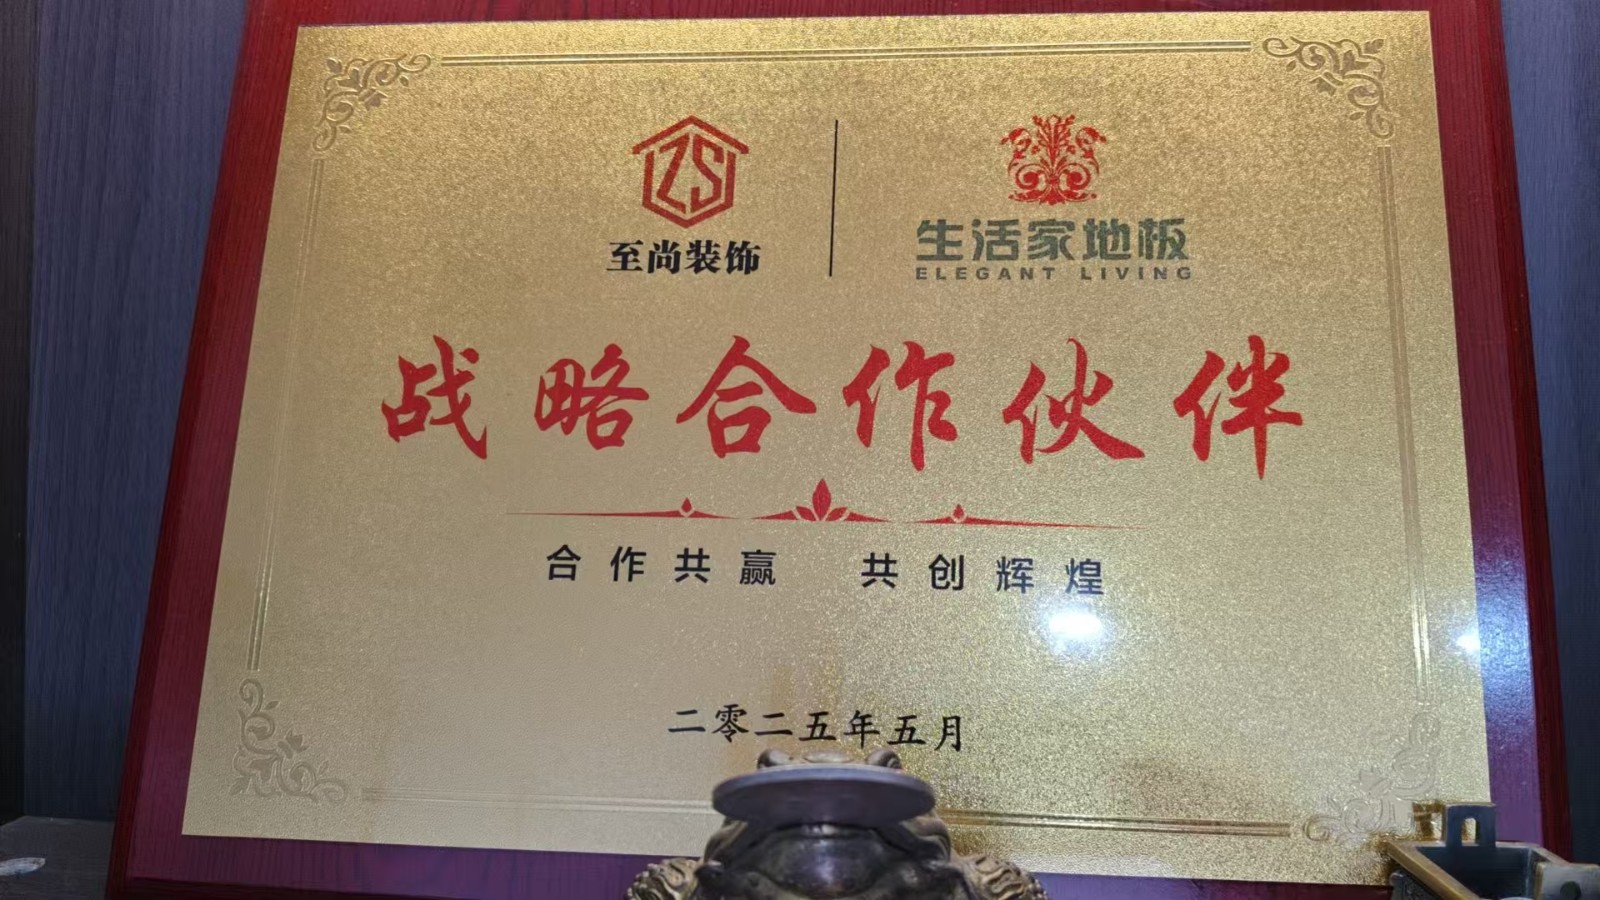 ZS
至尚装饰
生活家地板
ELEGANT LIVING
战略合作伙伴
合作共赢 共创辉煌
二零二五年五月